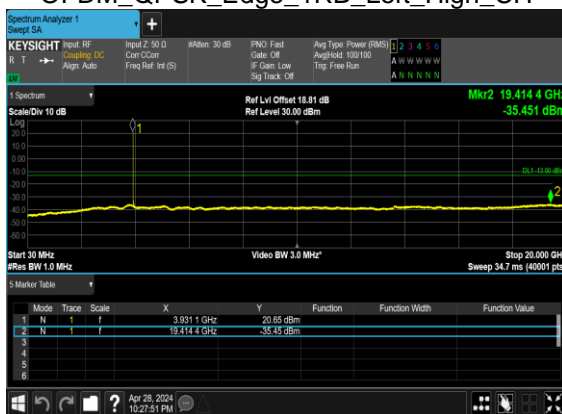 OFDM_QPSK_Edge_1RB_Left_High_CH
Spectrum Analyzer 1
Swept SA
+
KEYSIGHT Input: RF Input Z: 50 Ω #Atten: 30 dB PNO: Fast Avg Type: Power (RMS) 1 2 3 4 5 6
R T Coupling: DC Corr CCorr Gate: Off Avg|Hold: 100/100 A W W W W W
Align: Auto Freq Ref: Int (S) IF Gain: Low Trig: Free Run
Sig Track: Off A N N N N N
1 Spectrum
Ref Lvl Offset 18.81 dB Mkr2 19.414 4 GHz
Scale/Div 10 dB Ref Level 30.00 dBm -35.451 dBm
Log
1
20.0
10.0
0.00
-10.0
DL1 -13.00 dBm
-20.0
2
-30.0
-40.0
-50.0
-60.0
Start 30 MHz Video BW 3.0 MHz* Stop 20.000 GHz
#Res BW 1.0 MHz Sweep 34.7 ms (40001 pts)
5 Marker Table
Mode Trace Scale X Y Function Function Width Function Value
1 N 1 f 3.931 1 GHz 20.65 dBm
2 N 1 f 19.414 4 GHz -35.45 dBm
3
4
5
6
? Apr 28, 2024
10:27:51 PM